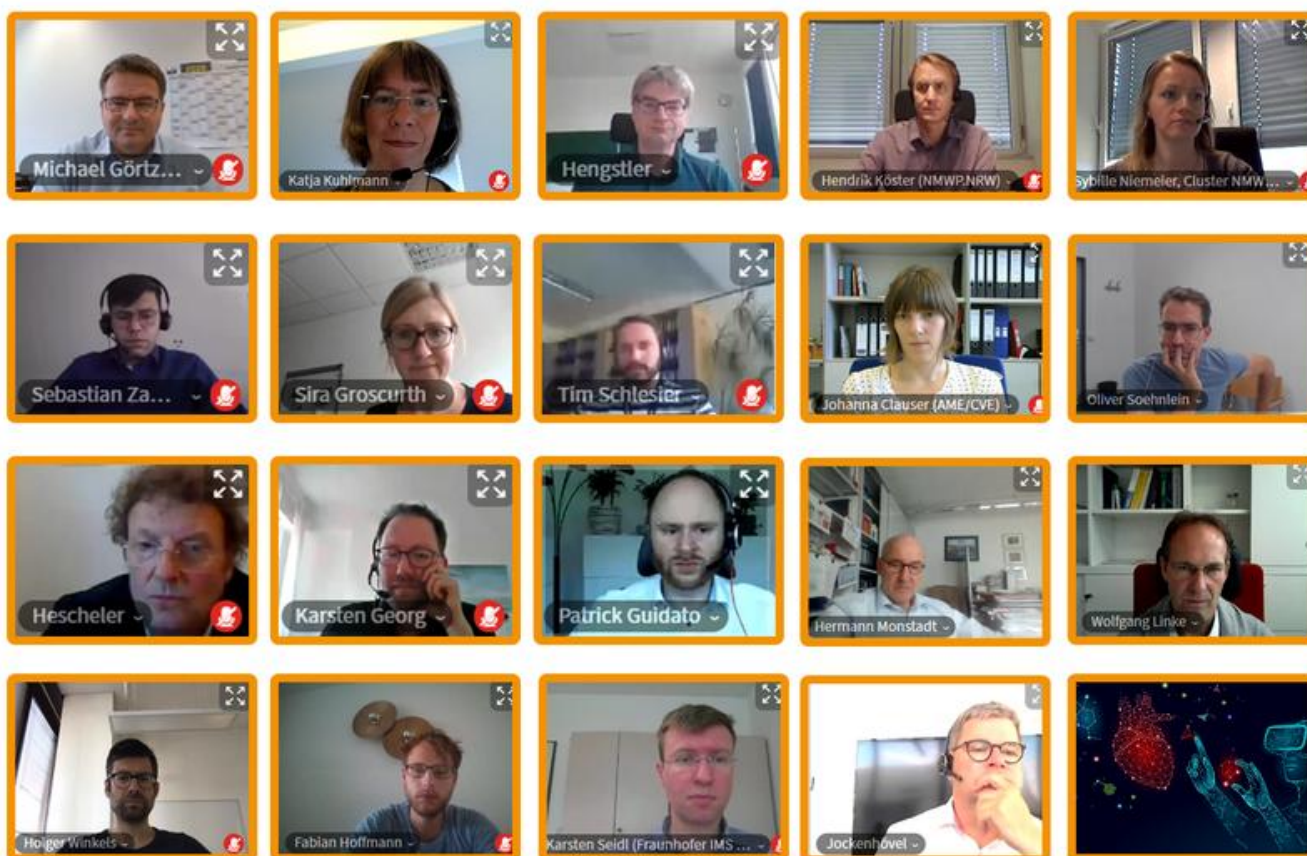 Michael Görtz...
Katja Kuhlmann
Hengstler
Hendrik Köster (NMWP.NRW)
Sybille Niemeier, Cluster NMW...
Sebastian Za...
Sira Groscurth
Tim Schlesier
Johanna Clauser (AME/CVE)
Oliver Soehnlein
Hescheler
Karsten Georg
Patrick Guidato
Hermann Monstadt
Wolfgang Linke
Holger Winkels
Fabian Hoffmann
Karsten Seidl (Fraunhofer IMS ...
Jockenhövel